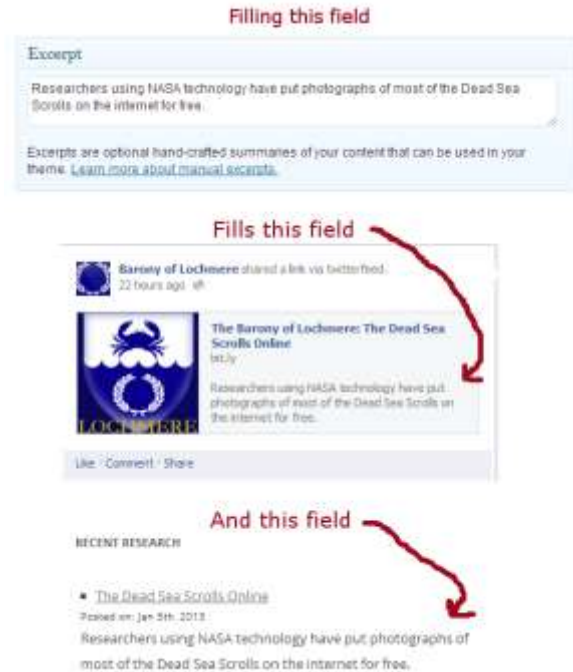 Filling this field
Excerpt
Researchers using NASA technology have put photographs of most of the Dead Sea
Scrolls on the internet for free.
Excerpts are optional hand-crafted summaries of your content that can be used in your
theme. Learn more about manual excerpts.
Fills this field
Barony of Lochmere shared a link via twitterfeed.
22 hours ago
The Barony of Lochmere: The Dead Sea
Scrolls Online
bit.ly
Researchers using NASA technology have put
photographs of most of the Dead Sea Scrolls on
the internet for free.
LOCHMERE
Like · Comment · Share
And this field
RECENT RESEARCH
• The Dead Sea Scrolls Online
Posted on: Jan 5th, 2013
Researchers using NASA technology have put photographs of
most of the Dead Sea Scrolls on the internet for free.